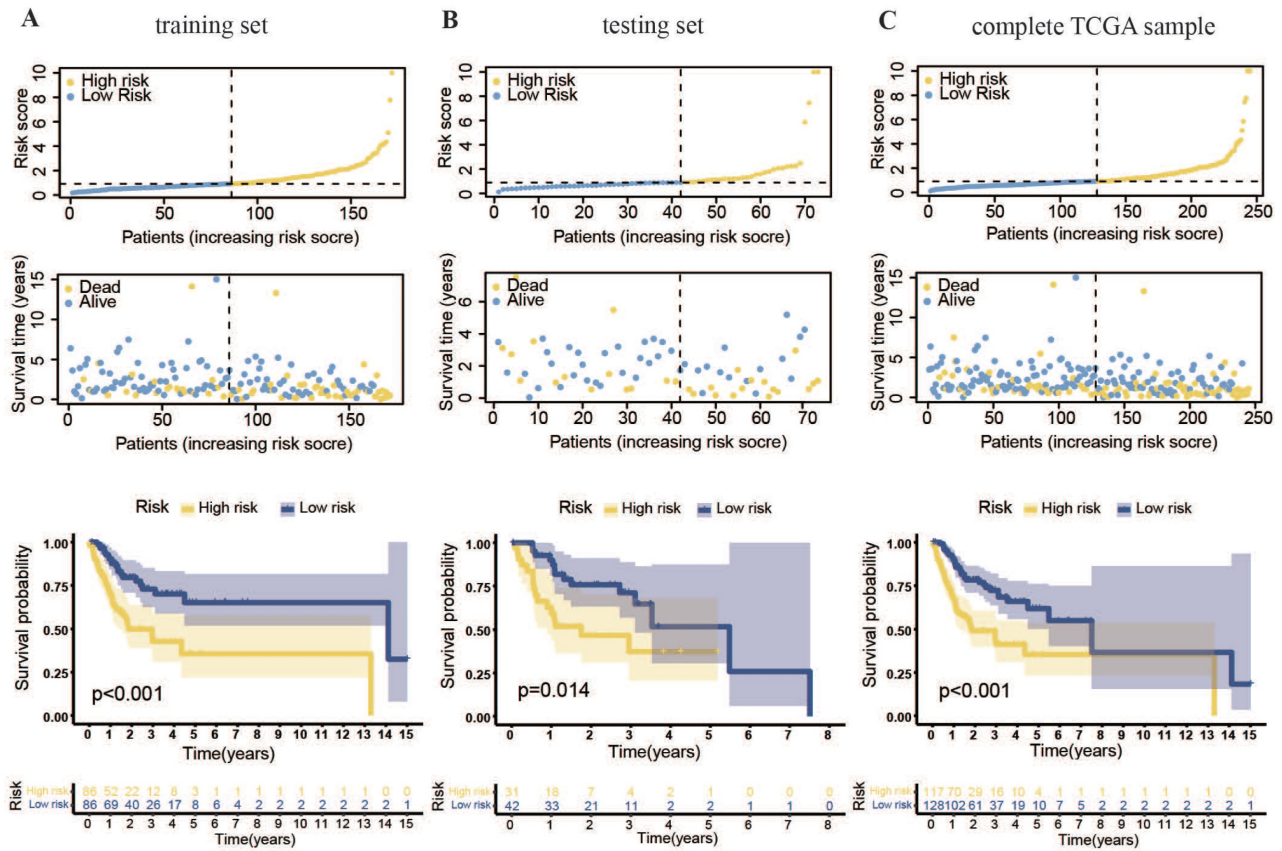 A training set
High risk
Low Risk
Risk score
0 2 4 6 8 10
0 50 100 150
Patients (increasing risk socre)
Dead
Alive
Survival time (years)
0 5 10 15
0 50 100 150
Patients (increasing risk socre)
Risk High risk Low risk
Survival probability
1.00
0.75
0.50
0.25
0.00
p<0.001
0 1 2 3 4 5 6 7 8 9 10 11 12 13 14 15
Time(years)
Risk
High risk 86 52 22 12 8 3 1 1 1 1 1 1 1 1 0 0
Low risk 86 69 40 26 17 8 6 4 2 2 2 2 2 2 2 1
0 1 2 3 4 5 6 7 8 9 10 11 12 13 14 15
Time(years)
B testing set
High risk
Low Risk
Risk score
0 2 4 6 8 10
0 10 20 30 40 50 60 70
Patients (increasing risk socre)
Dead
Alive
Survival time (years)
0 2 4 6
0 10 20 30 40 50 60 70
Patients (increasing risk socre)
Risk High risk Low risk
Survival probability
1.00
0.75
0.50
0.25
0.00
p=0.014
0 1 2 3 4 5 6 7 8
Time(years)
Risk
High risk 31 18 7 4 2 1 0 0 0
Low risk 42 33 21 11 2 2 1 1 0
0 1 2 3 4 5 6 7 8
Time(years)
C complete TCGA sample
High risk
Low Risk
Risk score
0 2 4 6 8 10
0 50 100 150 200 250
Patients (increasing risk socre)
Dead
Alive
Survival time (years)
0 5 10 15
0 50 100 150 200 250
Patients (increasing risk socre)
Risk High risk Low risk
Survival probability
1.00
0.75
0.50
0.25
0.00
p<0.001
0 1 2 3 4 5 6 7 8 9 10 11 12 13 14 15
Time(years)
Risk
High risk 117 70 29 16 10 4 1 1 1 1 1 1 1 1 0 0
Low risk 128 102 61 37 19 10 7 5 2 2 2 2 2 2 2 1
0 1 2 3 4 5 6 7 8 9 10 11 12 13 14 15
Time(years)